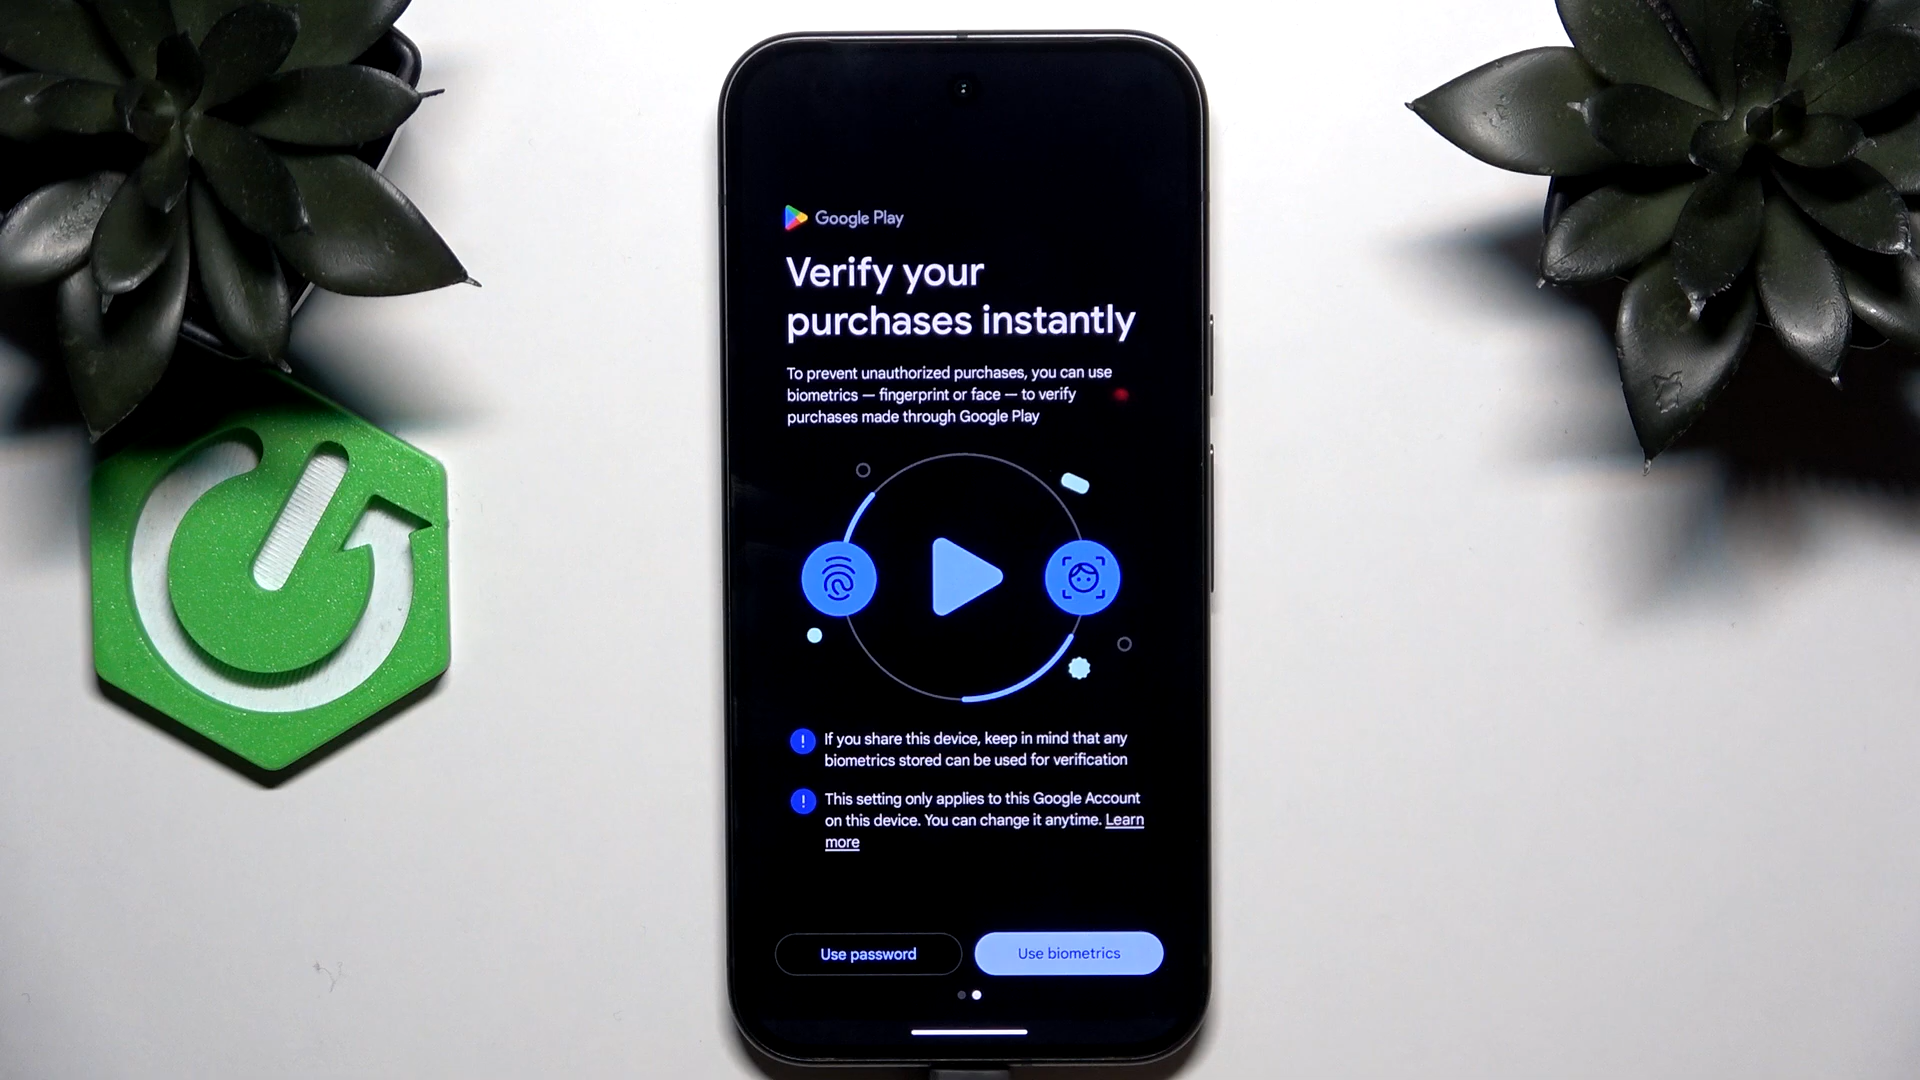 Google Play
Verify your
purchases instantly
To prevent unauthorized purchases, you can use
biometrics — fingerprint or face — to verify
purchases made through Google Play
! If you share this device, keep in mind that any
biometrics stored can be used for verification
! This setting only applies to this Google Account
on this device. You can change it anytime. Learn
more
Use password
Use biometrics